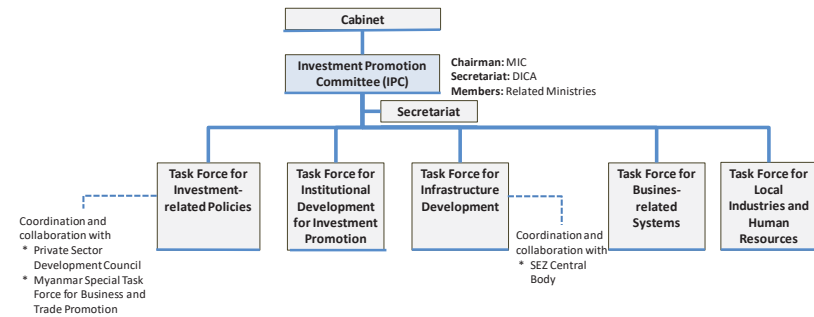 Cabinet
Investment Promotion
Committee (IPC)
Chairman: MIC
Secretariat: DICA
Members: Related Ministries
Secretariat
Task Force for
Investment-
related Policies
Task Force for
Institutional
Development
for Investment
Promotion
Task Force for
Infrastructure
Development
Task Force for
Busines-
related
Systems
Task Force for
Local
Industries and
Human
Resources
Coordination and
collaboration with
* Private Sector
Development Council
* Myanmar Special Task
Force for Business and
Trade Promotion
Coordination and
collaboration with
* SEZ Central
Body